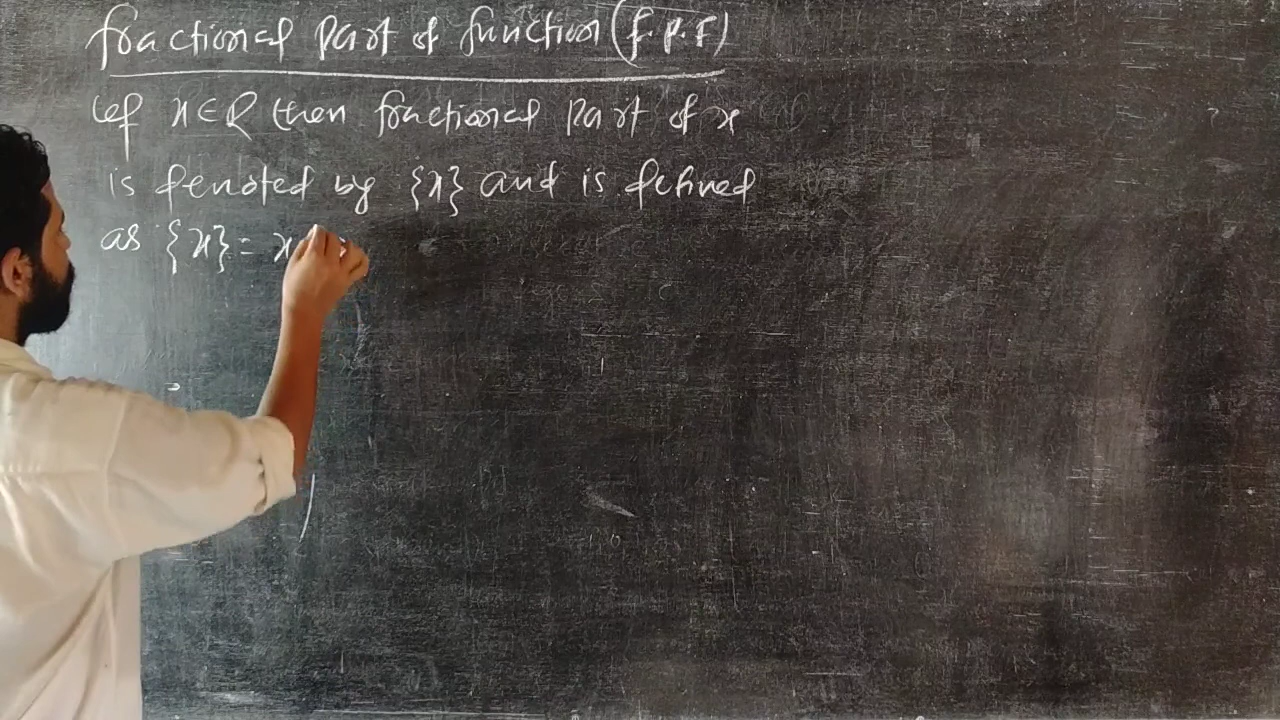 fractional Part of function (f.P.F)
Let x ∈ R then fractional Part of x
is denoted by {x} and is defined
as {x} = x